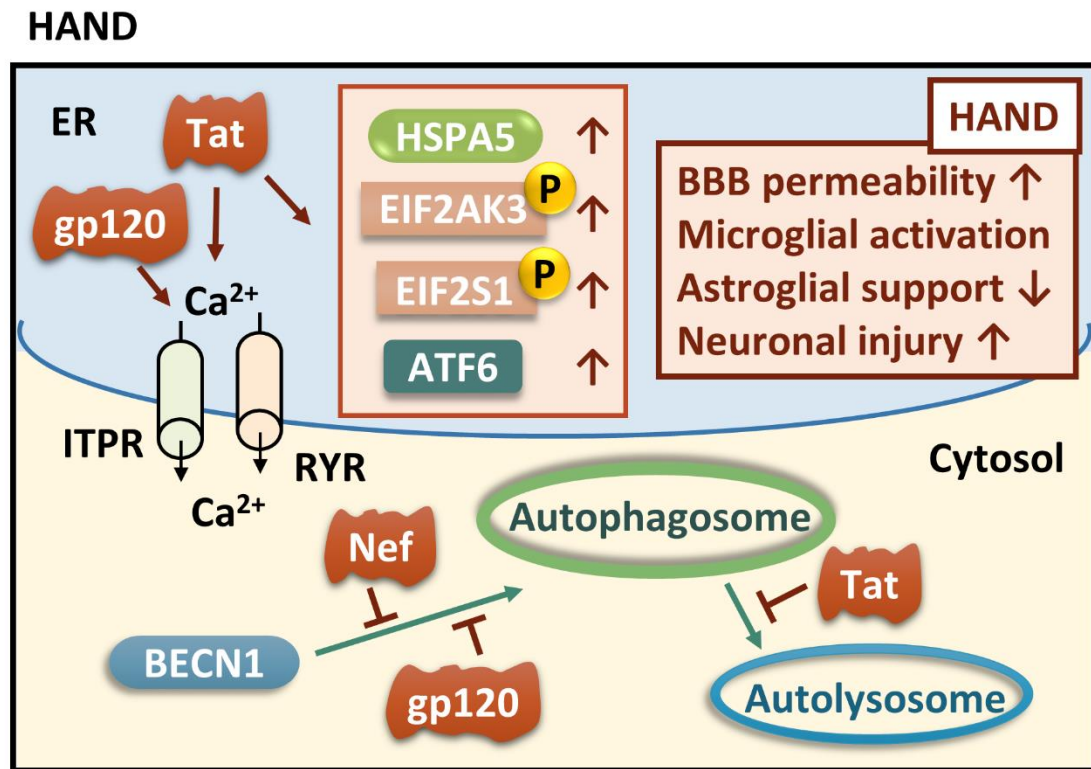 HAND
ER
Tat
gp120
Ca²⁺
ITPR
RYR
Ca²⁺
HSPA5 ↑
EIF2AK3 P ↑
EIF2S1 P ↑
ATF6 ↑
HAND
BBB permeability ↑
Microglial activation
Astroglial support ↓
Neuronal injury ↑
Cytosol
Autophagosome
Nef
Tat
BECN1
gp120
Autolysosome